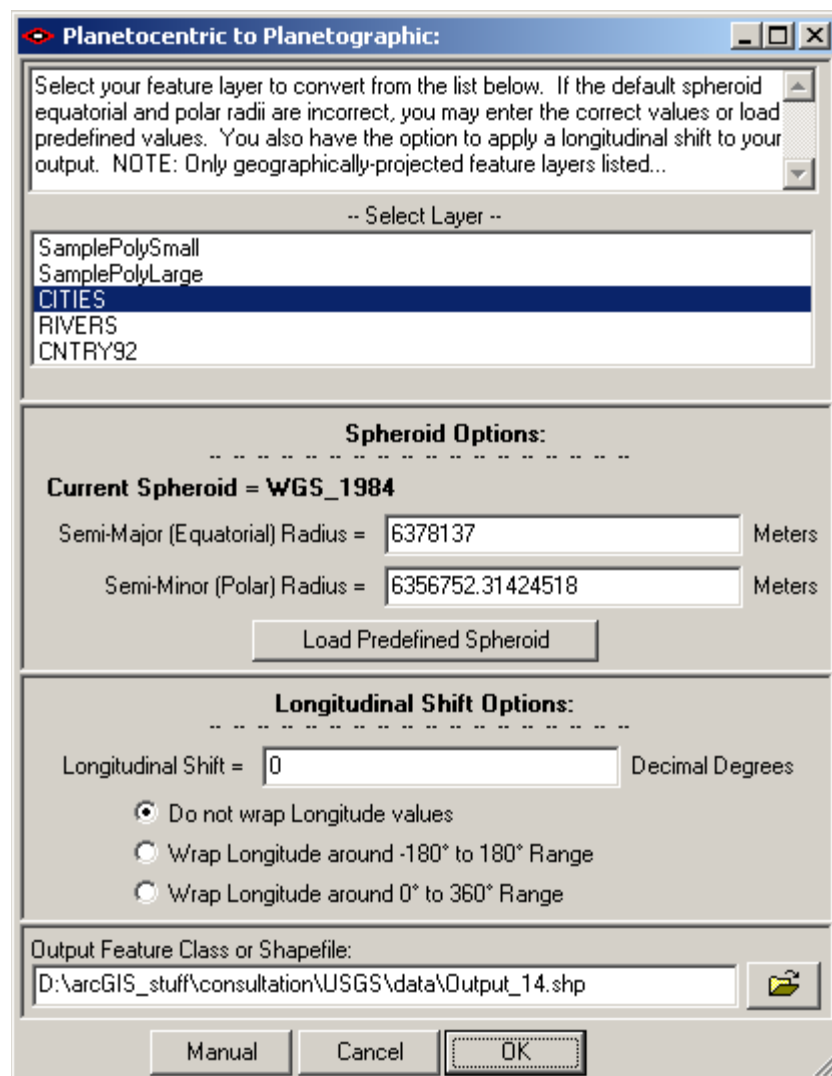 Planetocentric to Planetographic:
Select your feature layer to convert from the list below.  If the default spheroid
equatorial and polar radii are incorrect, you may enter the correct values or load
predefined values.  You also have the option to apply a longitudinal shift to your
output.  NOTE: Only geographically-projected feature layers listed...
-- Select Layer --
SamplePolySmall
SamplePolyLarge
CITIES
RIVERS
CNTRY92
Spheroid Options:
Current Spheroid = WGS_1984
Semi-Major (Equatorial) Radius = 6378137 Meters
Semi-Minor (Polar) Radius = 6356752.31424518 Meters
Load Predefined Spheroid
Longitudinal Shift Options:
Longitudinal Shift = 0 Decimal Degrees
Do not wrap Longitude values
Wrap Longitude around -180° to 180° Range
Wrap Longitude around 0° to 360° Range
Output Feature Class or Shapefile:
D:\arcGIS_stuff\consultation\USGS\data\Output_14.shp
Manual Cancel OK